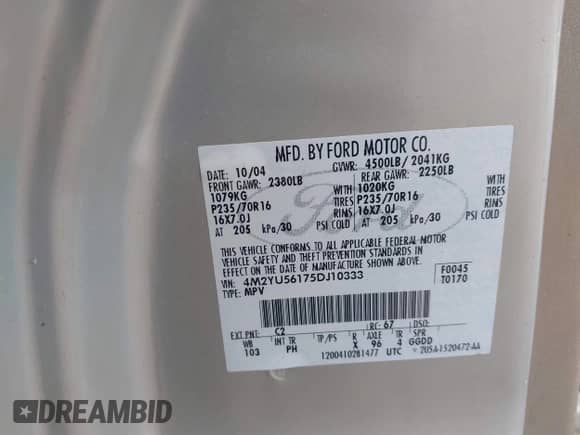 MFD. BY FORD MOTOR CO.
DATE: 10/04 GVWR: 4500LB/ 2041KG
FRONT GAWR: 2380LB REAR GAWR: 2250LB
1079KG WITH 1020KG WITH
P235/70R16 TIRES P235/70R16 TIRES
16X7.0J RIMS 16X7.0J RIMS
AT 205 kPa/30 PSI COLD AT 205 kPa/30 PSI COLD
THIS VEHICLE CONFORMS TO ALL APPLICABLE FEDERAL MOTOR
VEHICLE SAFETY AND THEFT PREVENTION STANDARDS IN
EFFECT ON THE DATE OF MANUFACTURE SHOWN ABOVE.
VIN: 4M2YU56175DJ10333 F0045
TYPE: MPV T0170
EXT PNT: C2 RC: 67 DSO:
WB INT TR TP/PS R AXLE TR SPR
103 PH X 96 4 GGDD
1200410281477 UTC
Ford
DREAMBID